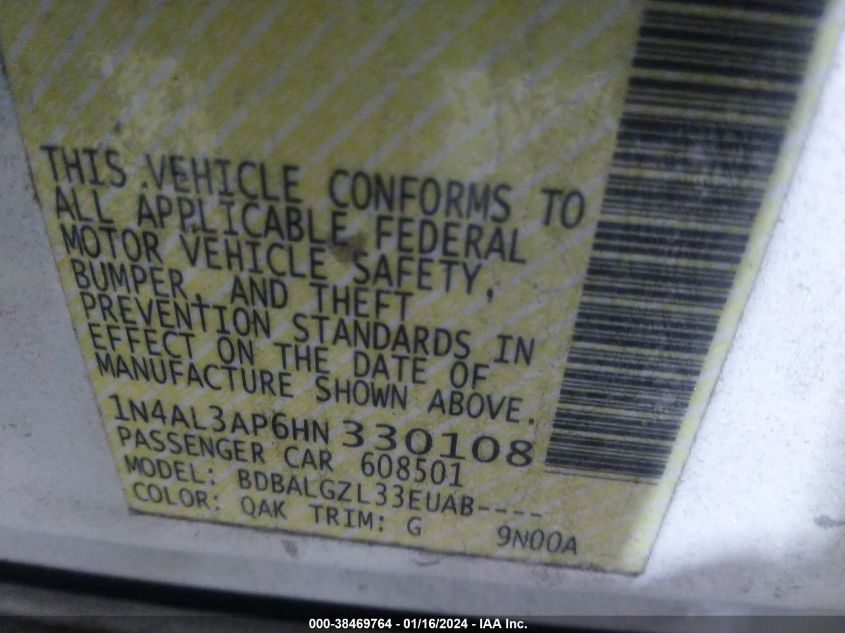 THIS VEHICLE CONFORMS TO
ALL APPLICABLE FEDERAL
MOTOR VEHICLE SAFETY,
BUMPER, AND THEFT
PREVENTION STANDARDS IN
EFFECT ON THE DATE OF
MANUFACTURE SHOWN ABOVE.
1N4AL3AP6HN 330108
PASSENGER CAR 608501
MODEL: BDBALGZL33EUAB----
COLOR: QAK TRIM: G 9N00A
000-38469764 - 01/16/2024 - IAA Inc.